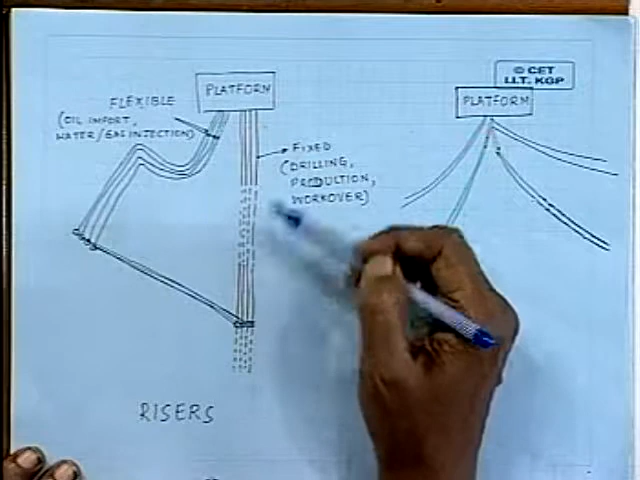 © CET
I.I.T. KGP
PLATFORM
PLATFORM
FLEXIBLE
(OIL IMPORT,
WATER/GAS INJECTION)
FIXED
(DRILLING,
PRODUCTION,
WORKOVER)
RISERS